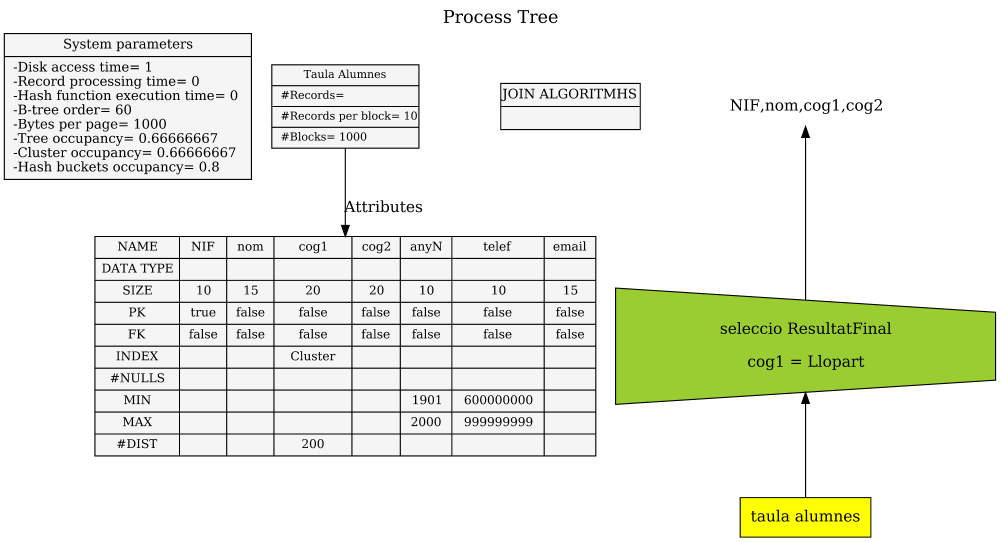 Process Tree
System parameters
-Disk access time= 1
-Record processing time= 0
-Hash function execution time= 0
-B-tree order= 60
-Bytes per page= 1000
-Tree occupancy= 0.66666667
-Cluster occupancy= 0.66666667
-Hash buckets occupancy= 0.8
Taula Alumnes
#Records=
#Records per block= 10
#Blocks= 1000
JOIN ALGORITMHS
NIF,nom,cog1,cog2
Attributes
NAME NIF nom cog1 cog2 anyN telef email
DATA TYPE
SIZE 10 15 20 20 10 10 15
PK true false false false false false false
FK false false false false false false false
INDEX Cluster
#NULLS
MIN 1901 600000000
MAX 2000 999999999
#DIST 200
seleccio ResultatFinal
cog1 = Llopart
taula alumnes